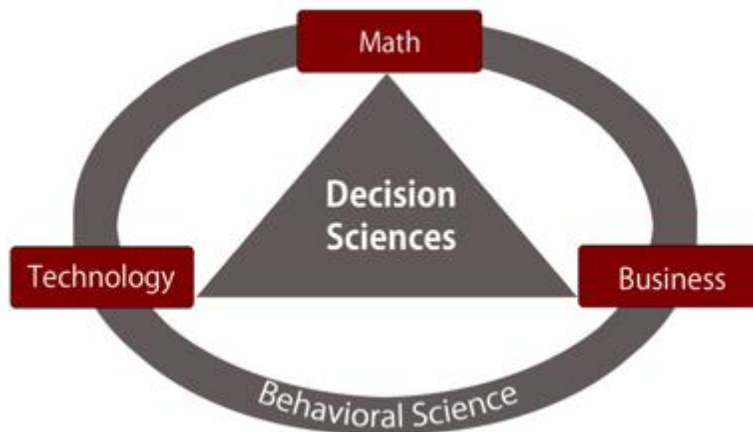 Math
Decision
Sciences
Technology
Business
Behavioral Science